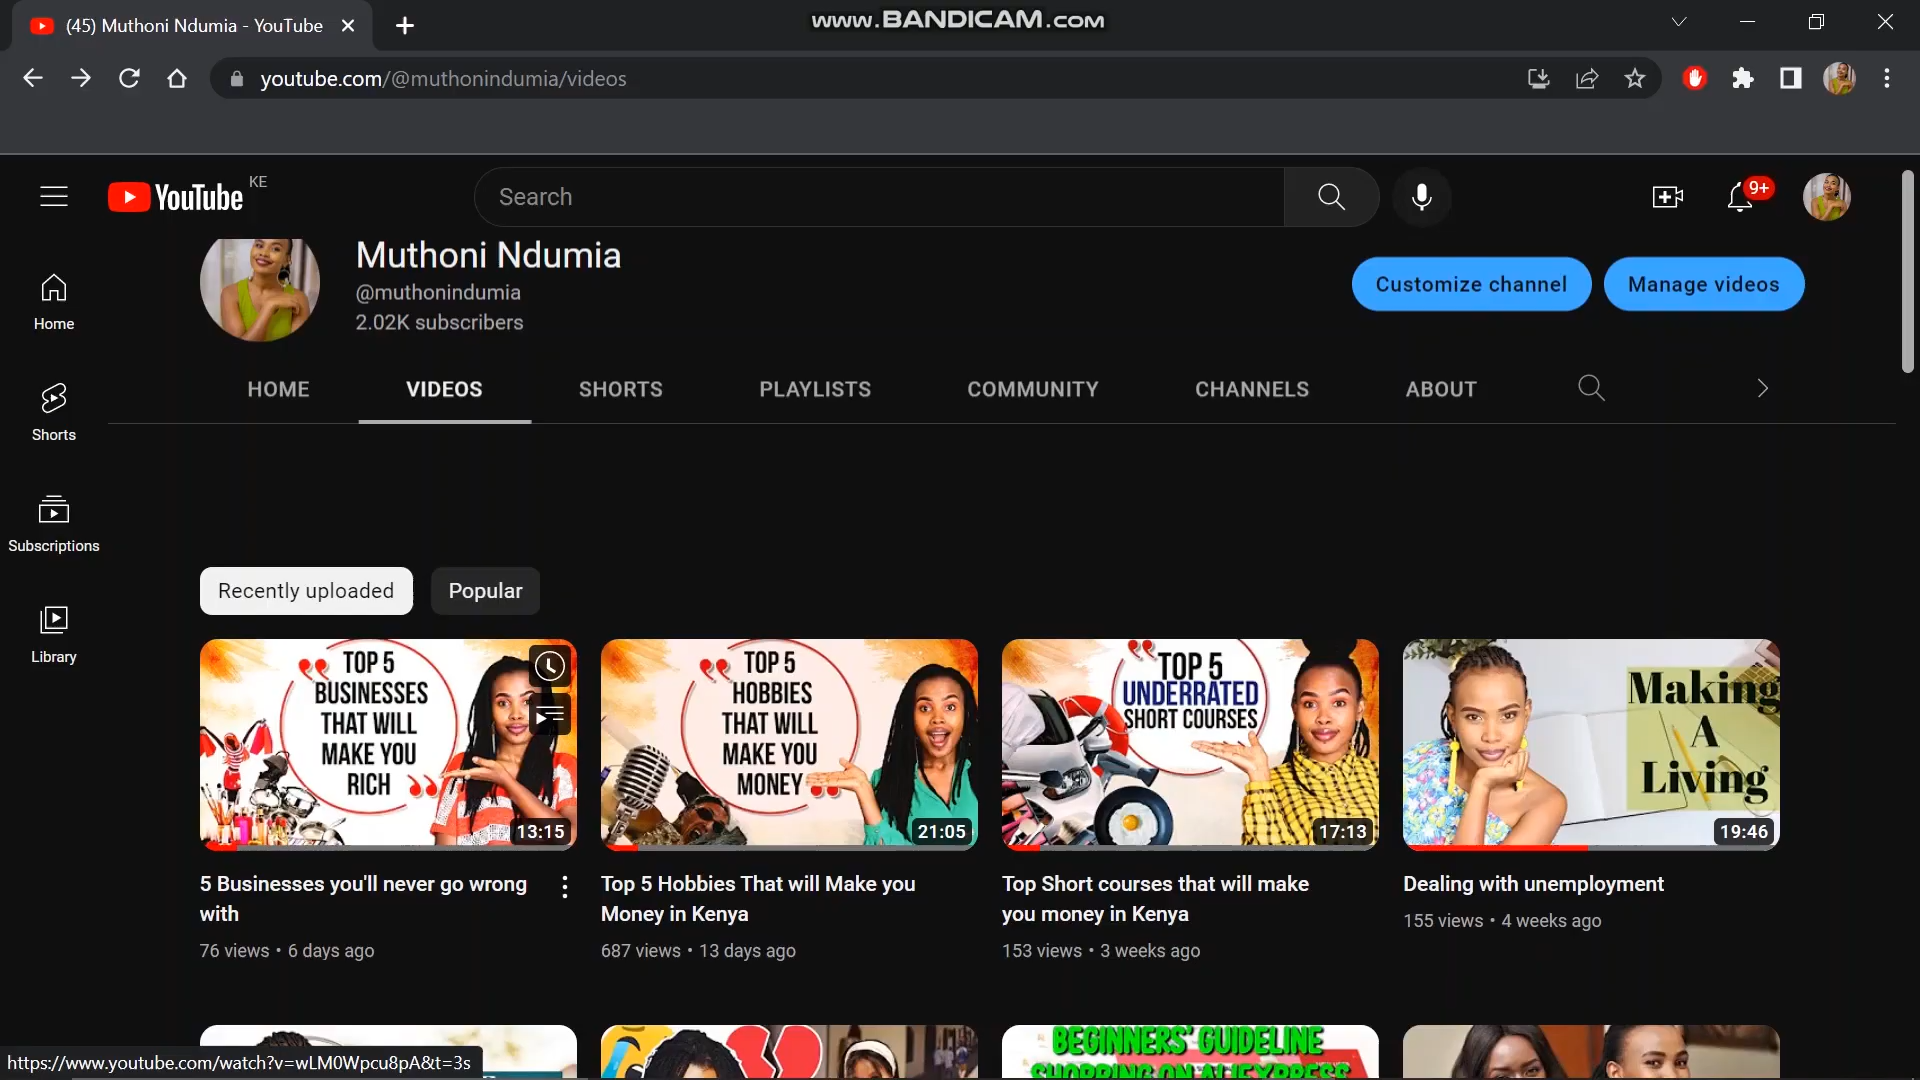 (45) Muthoni Ndumia - YouTube
www.BANDICAM.com
youtube.com/@muthonindumia/videos
YouTube KE
Search
9+
Home
Shorts
Subscriptions
Library
Muthoni Ndumia
@muthonindumia
2.02K subscribers
Customize channel
Manage videos
HOME
VIDEOS
SHORTS
PLAYLISTS
COMMUNITY
CHANNELS
ABOUT
Recently uploaded
Popular
TOP 5
BUSINESSES
THAT WILL
MAKE YOU
RICH
13:15
5 Businesses you'll never go wrong
with
76 views • 6 days ago
TOP 5
HOBBIES
THAT WILL
MAKE YOU
MONEY
21:05
Top 5 Hobbies That will Make you
Money in Kenya
687 views • 13 days ago
TOP 5
UNDERRATED
SHORT COURSES
17:13
Top Short courses that will make
you money in Kenya
153 views • 3 weeks ago
Making
A
Living
19:46
Dealing with unemployment
155 views • 4 weeks ago
BEGINNERS' GUIDELINE
SHOPPING ON ALIEXPRESS
https://www.youtube.com/watch?v=wLM0Wpcu8pA&t=3s